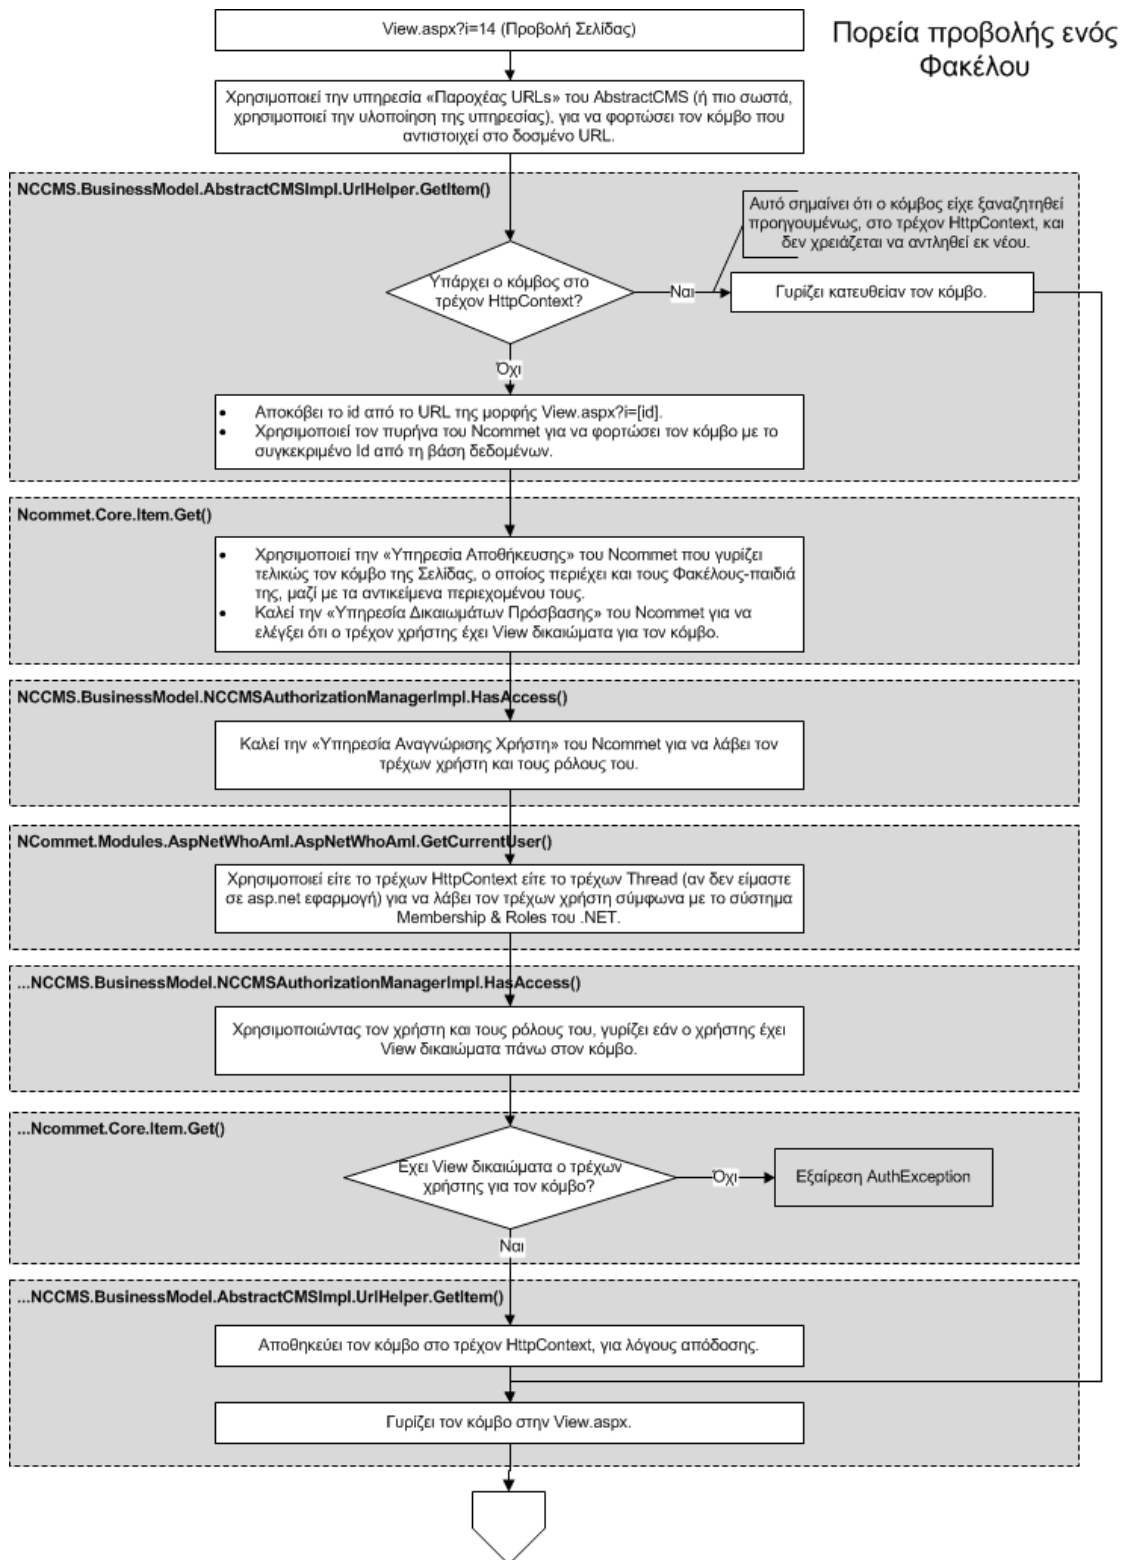 View.aspx?i=14 (Προβολή Σελίδας)
Πορεία προβολής ενός
Φακέλου
Χρησιμοποιεί την υπηρεσία «Παροχέας URLs» του AbstractCMS (ή πιο σωστά,
χρησιμοποιεί την υλοποίηση της υπηρεσίας), για να φορτώσει τον κόμβο που
αντιστοιχεί στο δοσμένο URL.
NCCMS.BusinessModel.AbstractCMSImpl.UrlHelper.GetItem()
Αυτό σημαίνει ότι ο κόμβος είχε ξαναζητηθεί
προηγουμένως, στο τρέχον HttpContext, και
δεν χρειάζεται να αντληθεί εκ νέου.
Υπάρχει ο κόμβος στο
τρέχον HttpContext?
Ναι
Γυρίζει κατευθείαν τον κόμβο.
Όχι
• Αποκόβει το id από το URL της μορφής View.aspx?i=[id].
• Χρησιμοποιεί τον πυρήνα του Ncommet για να φορτώσει τον κόμβο με το
συγκεκριμένο Id από τη βάση δεδομένων.
Ncommet.Core.Item.Get()
• Χρησιμοποιεί την «Υπηρεσία Αποθήκευσης» του Ncommet που γυρίζει
τελικώς τον κόμβο της Σελίδας, ο οποίος περιέχει και τους Φακέλους-παιδιά
της, μαζί με τα αντικείμενα περιεχομένου τους.
• Καλεί την «Υπηρεσία Δικαιωμάτων Πρόσβασης» του Ncommet για να
ελέγξει ότι ο τρέχον χρήστης έχει View δικαιώματα για τον κόμβο.
NCCMS.BusinessModel.NCCMSAuthorizationManagerImpl.HasAccess()
Καλεί την «Υπηρεσία Αναγνώρισης Χρήστη» του Ncommet για να λάβει τον
τρέχων χρήστη και τους ρόλους του.
NCommet.Modules.AspNetWhoAmI.AspNetWhoAmI.GetCurrentUser()
Χρησιμοποιεί είτε το τρέχων HttpContext είτε το τρέχων Thread (αν δεν είμαστε
σε asp.net εφαρμογή) για να λάβει τον τρέχων χρήστη σύμφωνα με το σύστημα
Membership & Roles του .NET.
...NCCMS.BusinessModel.NCCMSAuthorizationManagerImpl.HasAccess()
Χρησιμοποιώντας τον χρήστη και τους ρόλους του, γυρίζει εάν ο χρήστης έχει
View δικαιώματα πάνω στον κόμβο.
...Ncommet.Core.Item.Get()
Έχει View δικαιώματα ο τρέχων
χρήστης για τον κόμβο?
Όχι
Εξαίρεση AuthException
Ναι
...NCCMS.BusinessModel.AbstractCMSImpl.UrlHelper.GetItem()
Αποθηκεύει τον κόμβο στο τρέχον HttpContext, για λόγους απόδοσης.
Γυρίζει τον κόμβο στην View.aspx.